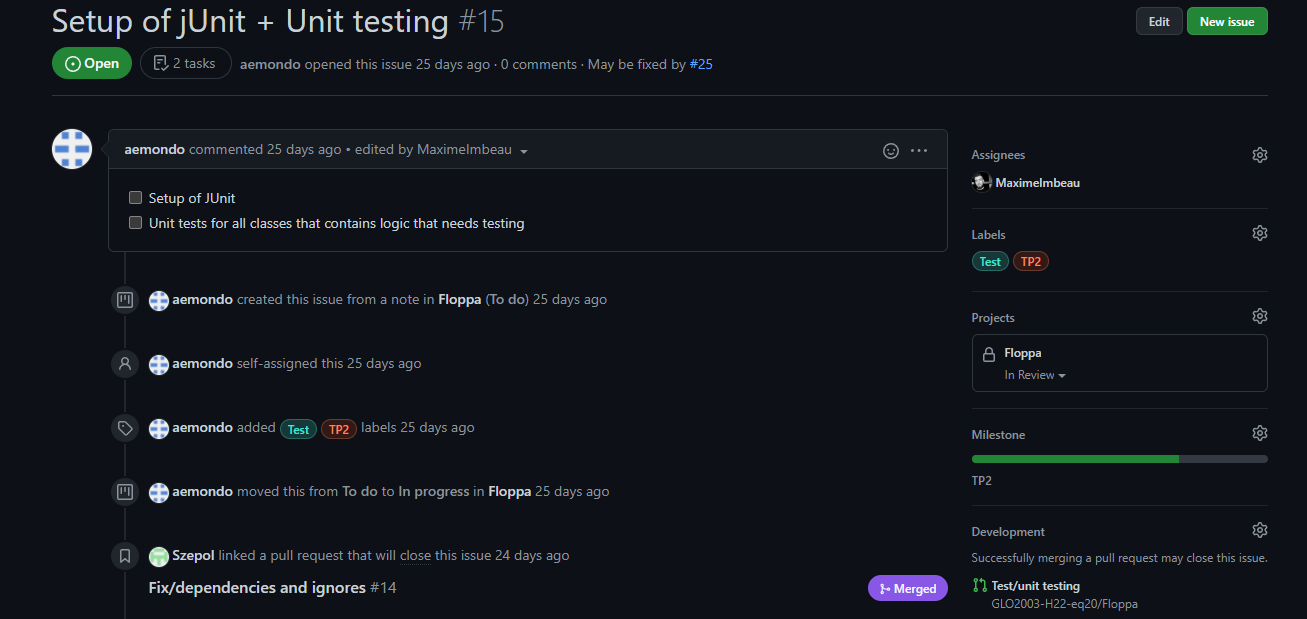 Setup of jUnit + Unit testing #15
Edit
New issue
Open
2 tasks
aemondo opened this issue 25 days ago · 0 comments · May be fixed by #25
aemondo commented 25 days ago • edited by MaximeImbeau
Setup of JUnit
Unit tests for all classes that contains logic that needs testing
aemondo created this issue from a note in Floppa (To do) 25 days ago
aemondo self-assigned this 25 days ago
aemondo added Test TP2 labels 25 days ago
aemondo moved this from To do to In progress in Floppa 25 days ago
Szepol linked a pull request that will close this issue 24 days ago
Fix/dependencies and ignores #14
Merged
Assignees
MaximeImbeau
Labels
Test TP2
Projects
Floppa
In Review
Milestone
TP2
Development
Successfully merging a pull request may close this issue.
Test/unit testing
GLO2003-H22-eq20/Floppa